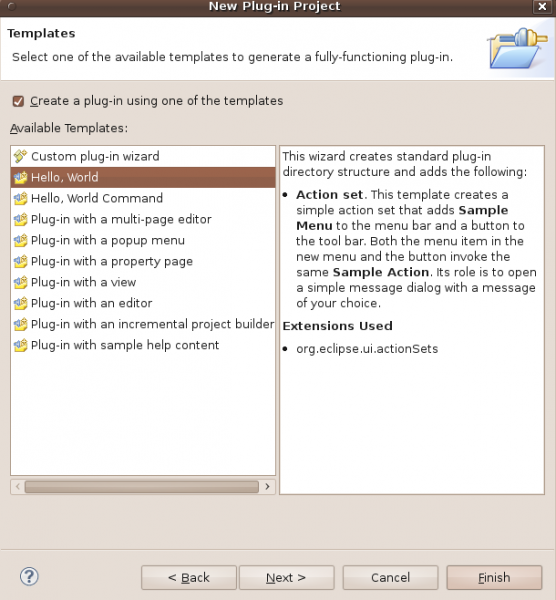 New Plug-in Project
Templates
Select one of the available templates to generate a fully-functioning plug-in.
Create a plug-in using one of the templates
Available Templates:
Custom plug-in wizard
Hello, World
Hello, World Command
Plug-in with a multi-page editor
Plug-in with a popup menu
Plug-in with a property page
Plug-in with a view
Plug-in with an editor
Plug-in with an incremental project builder
Plug-in with sample help content
This wizard creates standard plug-in
directory structure and adds the following:
• Action set. This template creates a
simple action set that adds Sample
Menu to the menu bar and a button to
the tool bar. Both the menu item in the
new menu and the button invoke the
same Sample Action. Its role is to open
a simple message dialog with a message
of your choice.
Extensions Used
• org.eclipse.ui.actionSets
< Back
Next >
Cancel
Finish